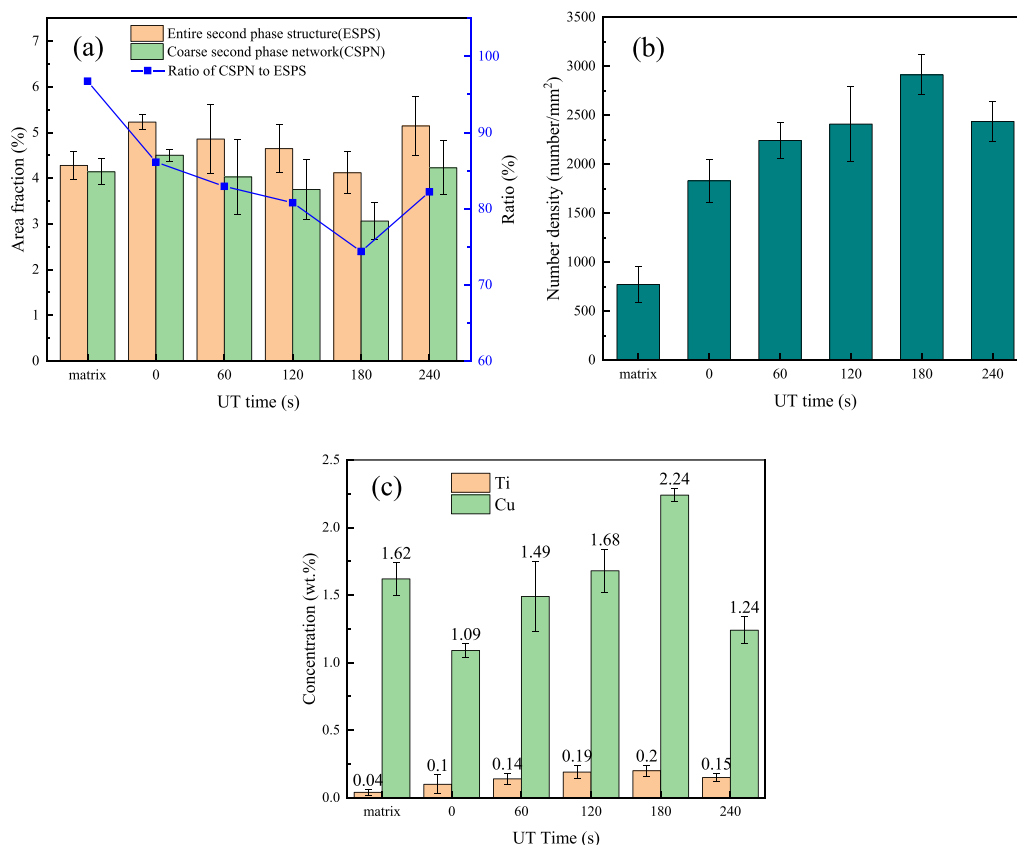 (a)
Entire second phase structure(ESPS)
Coarse second phase network(CSPN)
Ratio of CSPN to ESPS
Area fraction (%)
7
6
5
4
3
2
1
0
100
90
80
70
60
Ratio (%)
matrix 0 60 120 180 240
UT time (s)
(b)
Number density (number/mm²)
3500
3000
2500
2000
1500
1000
500
0
matrix 0 60 120 180 240
UT time (s)
(c)
Ti
Cu
Concentration (wt.%)
2.5
2.0
1.5
1.0
0.5
0.0
1.62
1.09
1.49
1.68
2.24
1.24
0.04
0.1
0.14
0.19
0.2
0.15
matrix 0 60 120 180 240
UT Time (s)